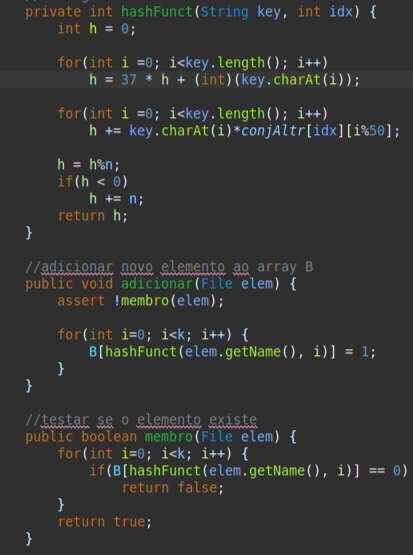 private int hashFunct(String key, int idx) {
int h = 0;
for(int i =0; i<key.length(); i++)
h = 37 * h + (int)(key.charAt(i));
for(int i =0; i<key.length(); i++)
h += key.charAt(i)*conjAltr[idx][i%50];
h = h%n;
if(h < 0)
h += n;
return h;
}
//adicionar novo elemento ao array B
public void adicionar(File elem) {
assert !membro(elem);
for(int i=0; i<k; i++) {
B[hashFunct(elem.getName(), i)] = 1;
}
}
//testar se o elemento existe
public boolean membro(File elem) {
for(int i=0; i<k; i++) {
if(B[hashFunct(elem.getName(), i)] == 0)
return false;
}
return true;
}